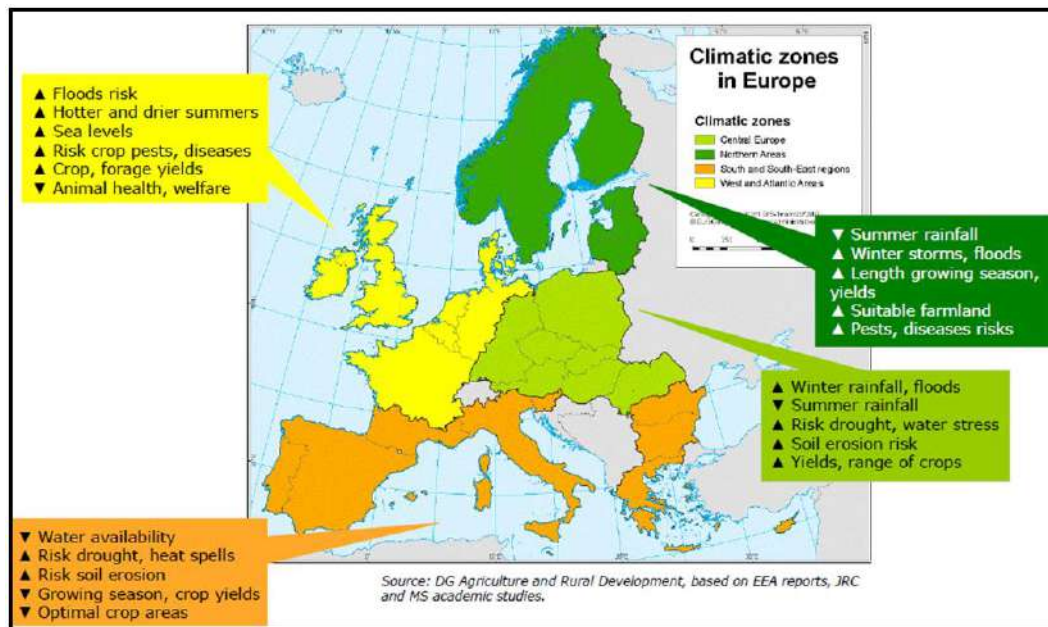 Climatic zones
in Europe
Climatic zones
Central Europe
Northern Areas
South and South-East regions
West and Atlantic Areas
▲ Floods risk
▲ Hotter and drier summers
▲ Sea levels
▲ Risk crop pests, diseases
▲ Crop, forage yields
▼ Animal health, welfare
▼ Summer rainfall
▲ Winter storms, floods
▲ Length growing season,
yields
▲ Suitable farmland
▲ Pests, diseases risks
▲ Winter rainfall, floods
▼ Summer rainfall
▲ Risk drought, water stress
▲ Soil erosion risk
▲ Yields, range of crops
▼ Water availability
▲ Risk drought, heat spells
▲ Risk soil erosion
▼ Growing season, crop yields
▼ Optimal crop areas
Source: DG Agriculture and Rural Development, based on EEA reports, JRC
and MS academic studies.